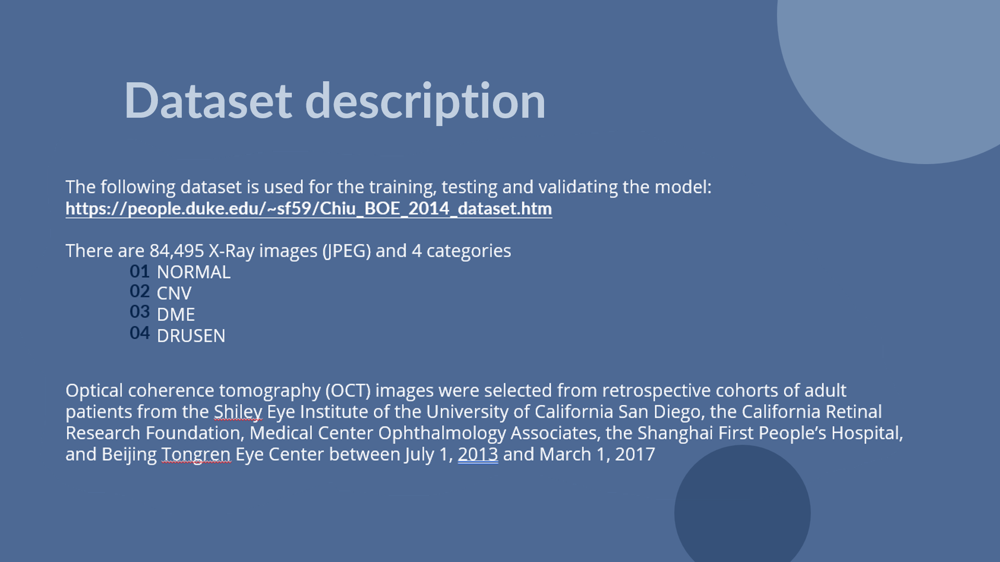 Dataset description
The following dataset is used for the training, testing and validating the model:
https://people.duke.edu/~sf59/Chiu_BOE_2014_dataset.htm
There are 84,495 X-Ray images (JPEG) and 4 categories
01 NORMAL
02 CNV
03 DME
04 DRUSEN
Optical coherence tomography (OCT) images were selected from retrospective cohorts of adult
patients from the Shiley Eye Institute of the University of California San Diego, the California Retinal
Research Foundation, Medical Center Ophthalmology Associates, the Shanghai First People’s Hospital,
and Beijing Tongren Eye Center between July 1, 2013 and March 1, 2017